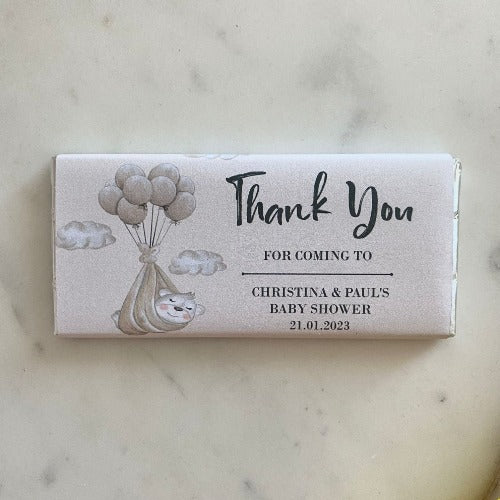 Thank You
FOR COMING TO
CHRISTINA & PAUL'S
BABY SHOWER
21.01.2023